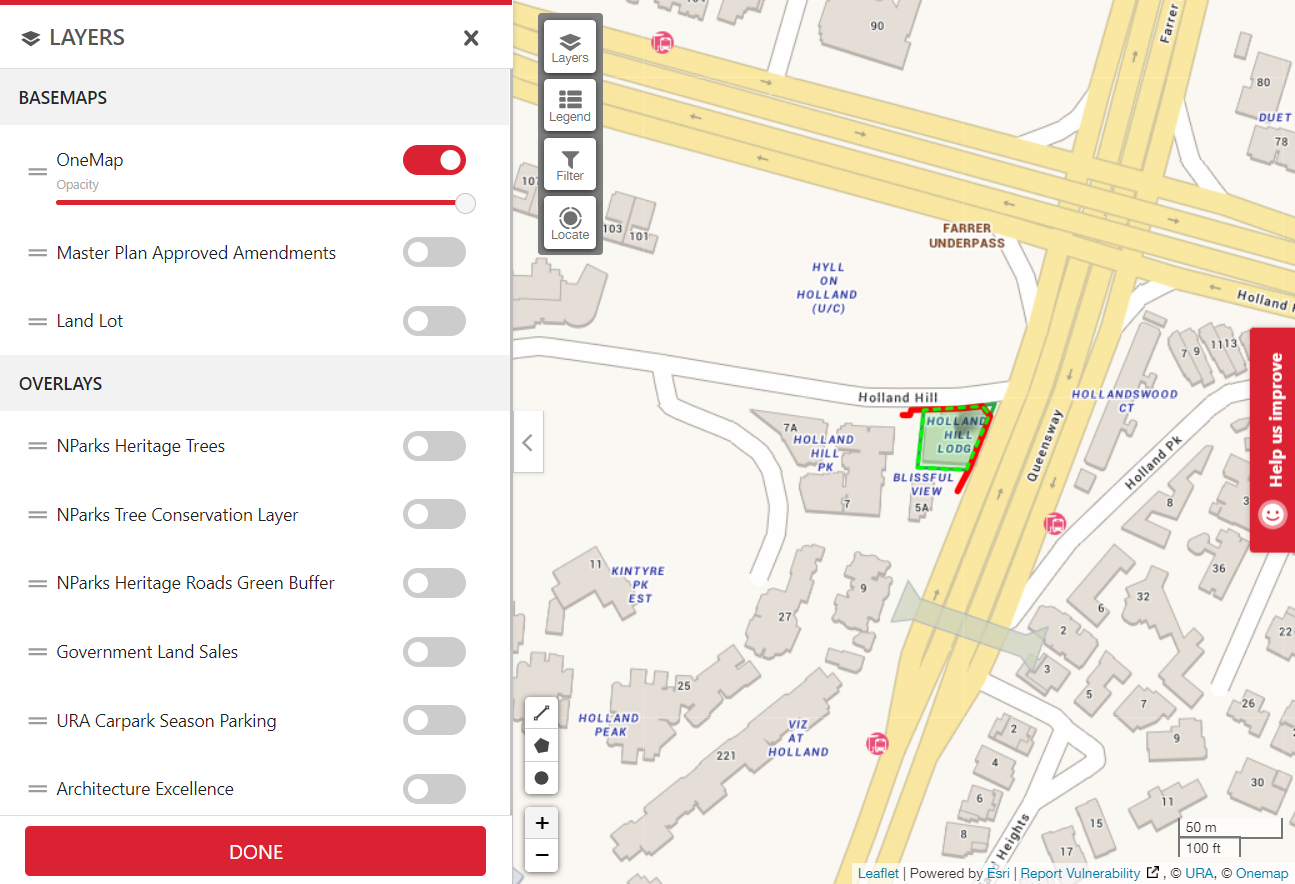 LAYERS
BASEMAPS
OneMap
Opacity
Master Plan Approved Amendments
Land Lot
OVERLAYS
NParks Heritage Trees
NParks Tree Conservation Layer
NParks Heritage Roads Green Buffer
Government Land Sales
URA Carpark Season Parking
Architecture Excellence
DONE
Layers
Legend
Filter
Locate
90
Farrer
80
DUET
78
103
101
FARRER
UNDERPASS
HYLL
ON
HOLLAND
(U/C)
Holland
Holland Hill
7A
HOLLAND
HILL
PK
7
HOLLAND
HILL
LODG
BLISSFUL
VIEW
5A
Queensway
HOLLANDSWOOD
CT
7
9
11
13
Holland Pk
Help us improve
8
3
36
32
6
22
11
KINTYRE
PK
EST
27
9
2
3
5
7
26
9
25
HOLLAND
PEAK
221
VIZ
AT
HOLLAND
2
4
6
8
Heights
17
15
11
30
+
−
50 m
100 ft
Leaflet | Powered by Esri | Report Vulnerability , © URA, © Onemap